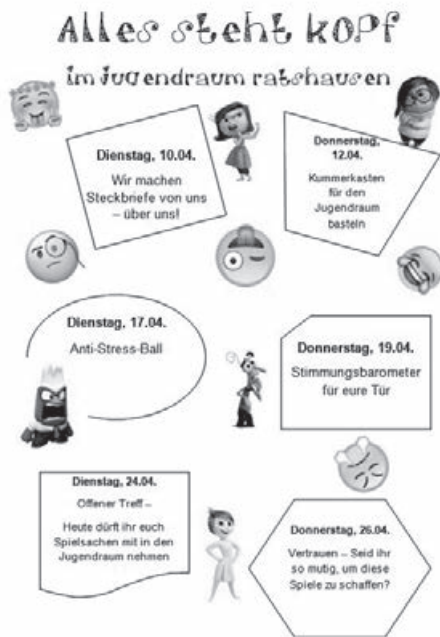 Alles steht kopf
im Jugendraum ratshausen
Dienstag, 10.04.
Wir machen
Steckbriefe von uns
– über uns!
Donnerstag,
12.04.
Kummerkasten
für den
Jugendraum
basteln
Dienstag, 17.04.
Anti-Stress-Ball
Donnerstag, 19.04.
Stimmungsbarometer
für eure Tür
Dienstag, 24.04.
Offener Treff –
Heute dürft ihr euch
Spielsachen mit in den
Jugendraum nehmen
Donnerstag, 26.04.
Vertrauen – Seid ihr
so mutig, um diese
Spiele zu schaffen?